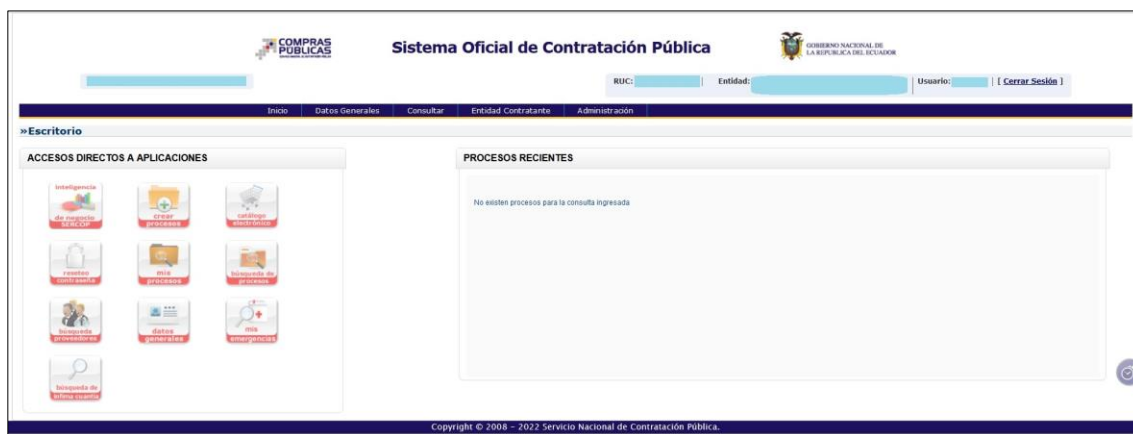 COMPRAS
PÚBLICAS
Sistema Oficial de Contratación Pública
GOBIERNO NACIONAL DE
LA REPUBLICA DEL ECUADOR
RUC: | Entidad: | Usuario: | [ Cerrar Sesión ]
Inicio Datos Generales Consultar Entidad Contratante Administración
»Escritorio
ACCESOS DIRECTOS A APLICACIONES
inteligencia
de negocio
SERCOP
crear
procesos
catálogo
electrónico
reseteo
contraseña
mis
procesos
búsqueda de
procesos
búsqueda
proveedores
datos
generales
mis
emergencias
búsqueda de
ínfima cuantía
PROCESOS RECIENTES
No existen procesos para la consulta ingresada
Copyright © 2008 - 2022 Servicio Nacional de Contratación Pública.